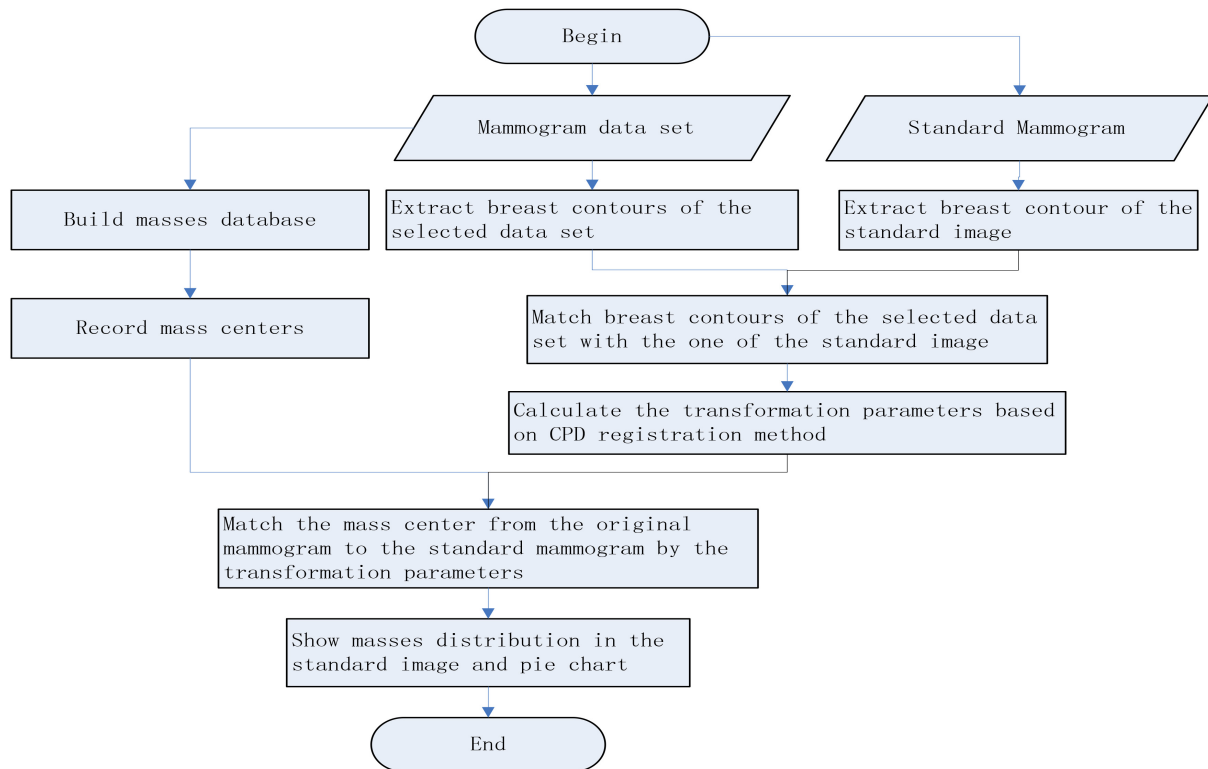 Begin
Mammogram data set
Standard Mammogram
Build masses database
Extract breast contours of the
selected data set
Extract breast contour of the
standard image
Record mass centers
Match breast contours of the selected data
set with the one of the standard image
Calculate the transformation parameters based
on CPD registration method
Match the mass center from the original
mammogram to the standard mammogram by the
transformation parameters
Show masses distribution in the
standard image and pie chart
End